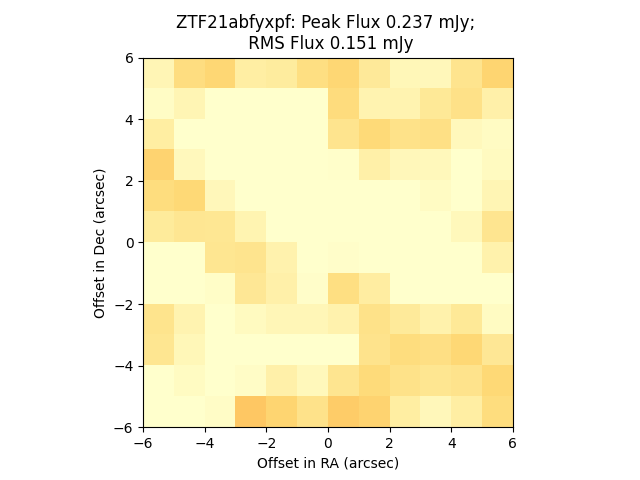 ZTF21abfyxpf: Peak Flux 0.237 mJy;
RMS Flux 0.151 mJy
6
4
2
0
−2
−4
−6
Offset in Dec (arcsec)
−6 −4 −2 0 2 4 6
Offset in RA (arcsec)